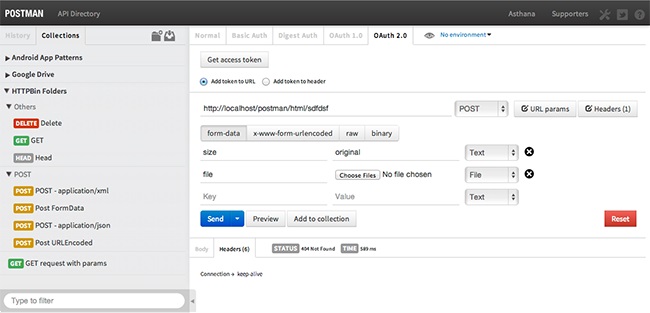 POSTMAN API Directory Asthana Supporters
History Collections
Normal Basic Auth Digest Auth OAuth 1.0 OAuth 2.0 No environment
Android App Patterns
Google Drive
HTTPBin Folders
Others
DELETE Delete
GET GET
HEAD Head
POST
POST POST - application/xml
POST Post FormData
POST POST - application/json
POST Post URLEncoded
GET GET request with params
Type to filter
Get access token
Add token to URL Add token to header
http://localhost/postman/html/sdfdsf POST URL params Headers (1)
form-data x-www-form-urlencoded raw binary
size original Text
file Choose Files No file chosen File
Key Value Text
Send Preview Add to collection Reset
Body Headers (6) STATUS 404 Not Found TIME 589 ms
Connection→ keep alive